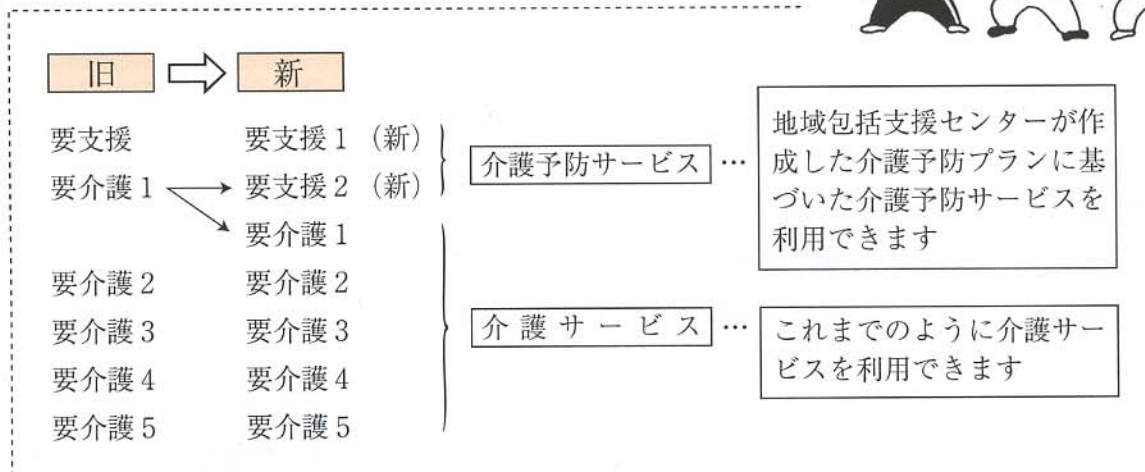 旧 新
要支援 要支援1（新）
要介護1 要支援2（新）
要介護1
要介護2 要介護2
要介護3 要介護3
要介護4 要介護4
要介護5 要介護5
介護予防サービス …
地域包括支援センターが作
成した介護予防プランに基
づいた介護予防サービスを
利用できます
介護サービス …
これまでのように介護サー
ビスを利用できます